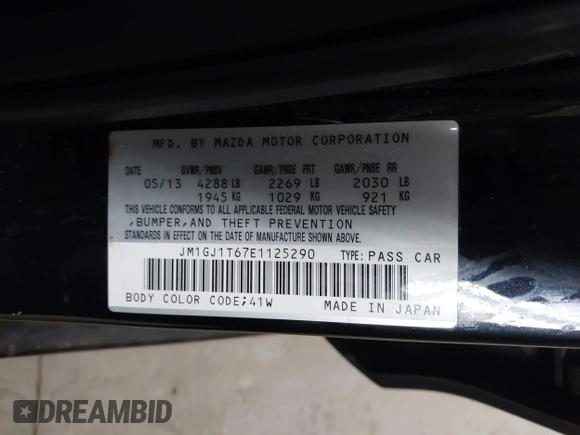 MFD. BY MAZDA MOTOR CORPORATION
DATE GVWR/PNBV GAWR/PNGE FRT GAWR/PNBE RR
05/13 4288 LB 2269 LB 2030 LB
1945 KG 1029 KG 921 KG
THIS VEHICLE CONFORMS TO ALL APPLICABLE FEDERAL MOTOR VEHICLE SAFETY
,BUMPER,AND THEFT PREVENTION
STANDARDS IN EFFECT ON THE DATE OF MANUFACTURE SHOWN ABOVE.
JM1GJ1T67E1125290 TYPE: PASS CAR
BODY COLOR CODE;41W MADE IN JAPAN
DREAMBID